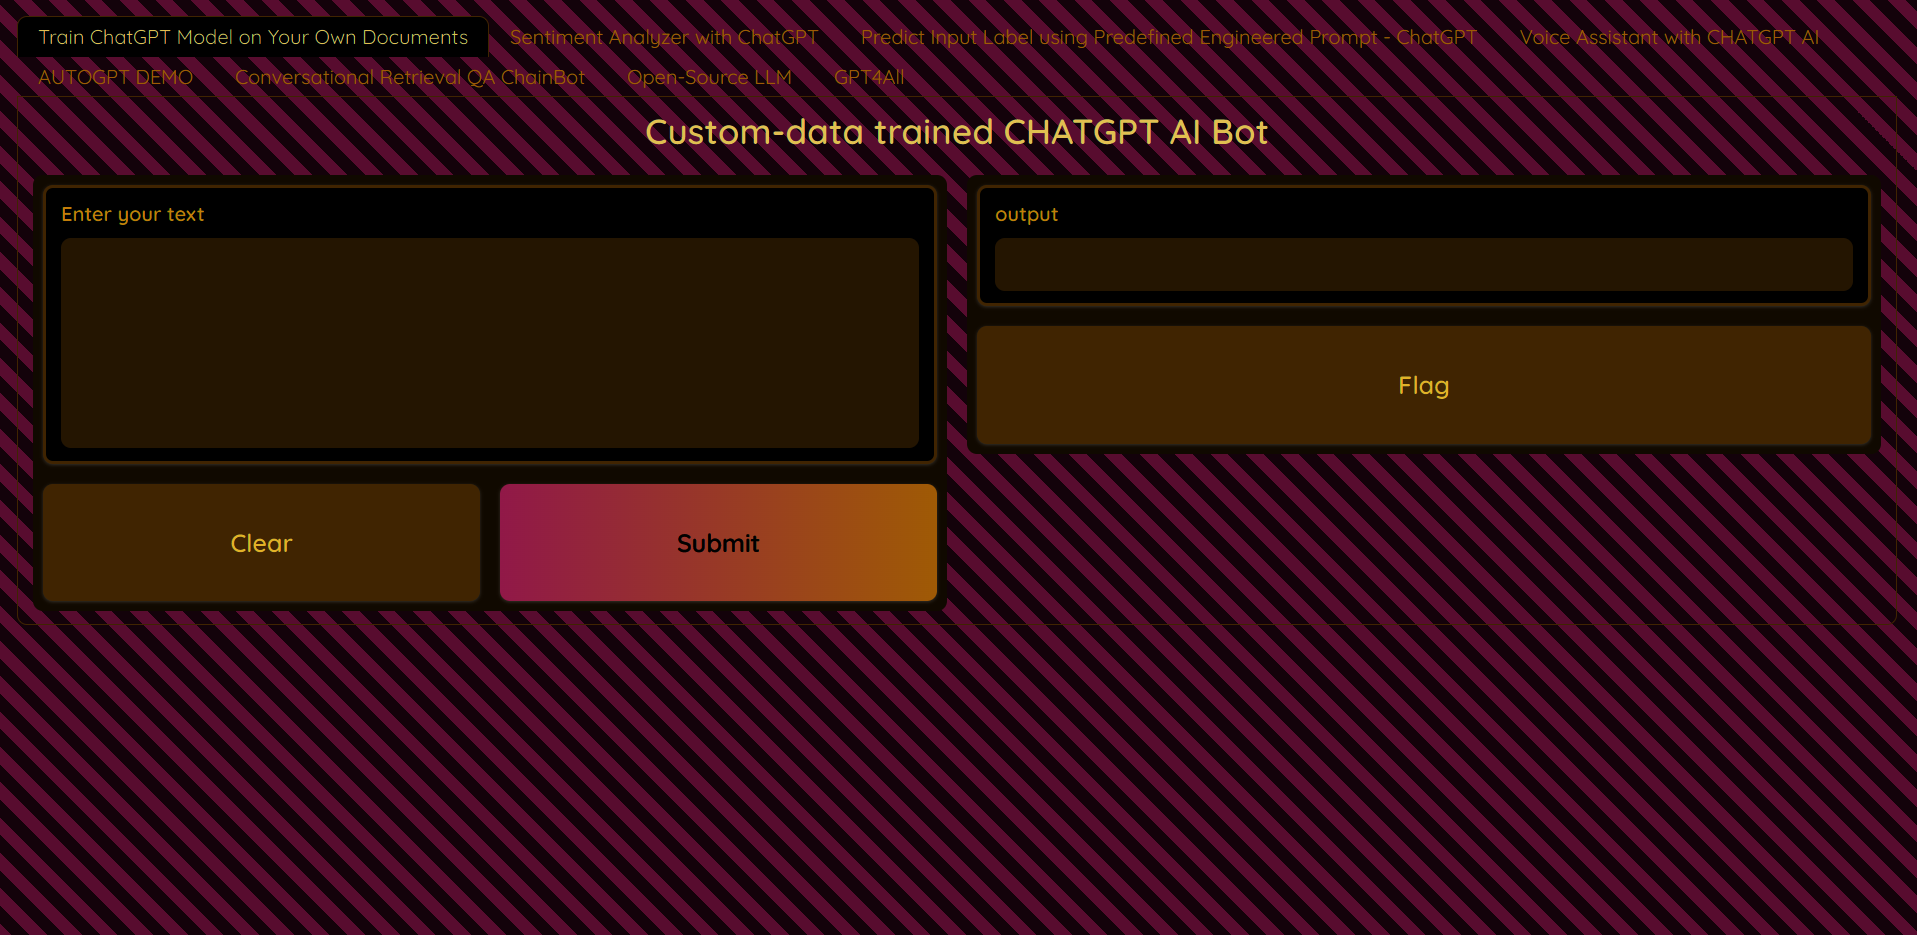 Train ChatGPT Model on Your Own Documents Sentiment Analyzer with ChatGPT Predict Input Label using Predefined Engineered Prompt - ChatGPT Voice Assistant with CHATGPT AI
AUTOGPT DEMO Conversational Retrieval QA ChainBot Open-Source LLM GPT4All
Custom-data trained CHATGPT AI Bot
Enter your text
output
Flag
Clear
Submit